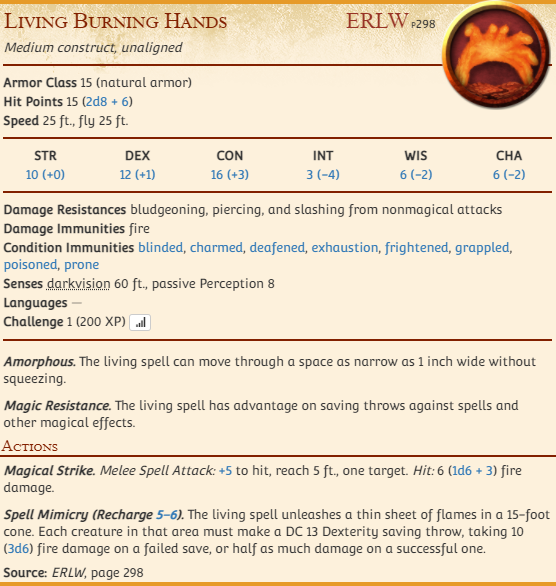 Living Burning Hands
ERLW p298
Medium construct, unaligned
Armor Class 15 (natural armor)
Hit Points 15 (2d8 + 6)
Speed 25 ft., fly 25 ft.
STR DEX CON INT WIS CHA
10 (+0) 12 (+1) 16 (+3) 3 (−4) 6 (−2) 6 (−2)
Damage Resistances bludgeoning, piercing, and slashing from nonmagical attacks
Damage Immunities fire
Condition Immunities blinded, charmed, deafened, exhaustion, frightened, grappled,
poisoned, prone
Senses darkvision 60 ft., passive Perception 8
Languages —
Challenge 1 (200 XP)
Amorphous. The living spell can move through a space as narrow as 1 inch wide without
squeezing.
Magic Resistance. The living spell has advantage on saving throws against spells and
other magical effects.
Actions
Magical Strike. Melee Spell Attack: +5 to hit, reach 5 ft., one target. Hit: 6 (1d6 + 3) fire
damage.
Spell Mimicry (Recharge 5–6). The living spell unleashes a thin sheet of flames in a 15-foot
cone. Each creature in that area must make a DC 13 Dexterity saving throw, taking 10
(3d6) fire damage on a failed save, or half as much damage on a successful one.
Source: ERLW, page 298